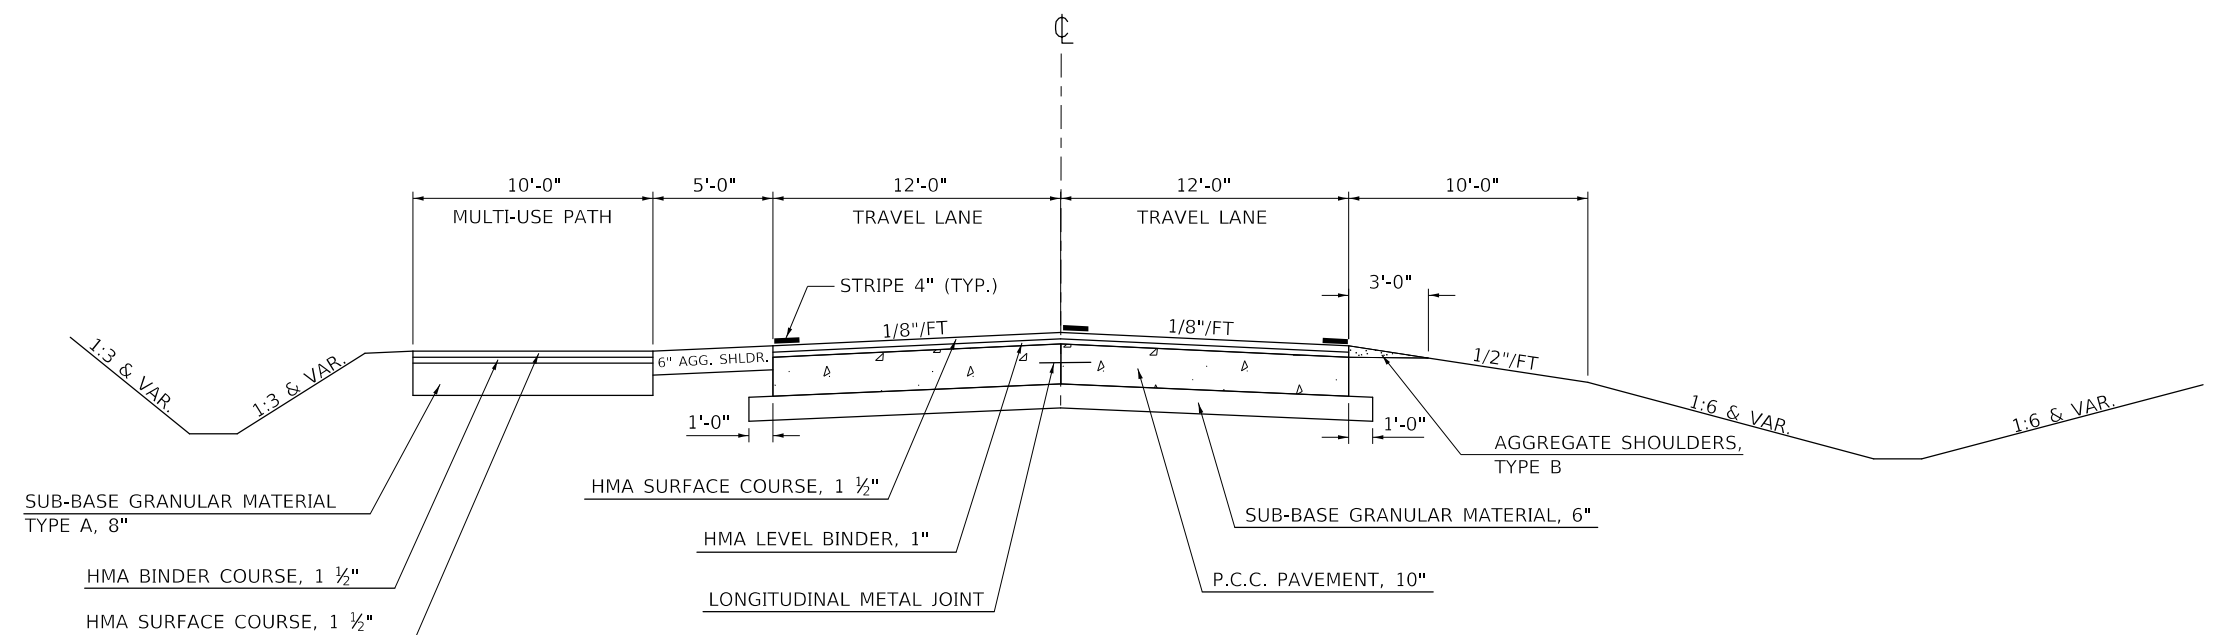 ℄
10'-0" 5'-0" 12'-0" 12'-0" 10'-0"
MULTI-USE PATH TRAVEL LANE TRAVEL LANE
3'-0"
STRIPE 4" (TYP.)
1/8"/FT 1/8"/FT
1:3 & VAR. 1:3 & VAR. 6" AGG. SHLDR. 1/2"/FT
1:6 & VAR. 1:6 & VAR.
1'-0" 1'-0"
AGGREGATE SHOULDERS,
TYPE B
HMA SURFACE COURSE, 1 ½"
SUB-BASE GRANULAR MATERIAL
TYPE A, 8"
SUB-BASE GRANULAR MATERIAL, 6"
HMA LEVEL BINDER, 1"
HMA BINDER COURSE, 1 ½"
P.C.C. PAVEMENT, 10"
LONGITUDINAL METAL JOINT
HMA SURFACE COURSE, 1 ½"